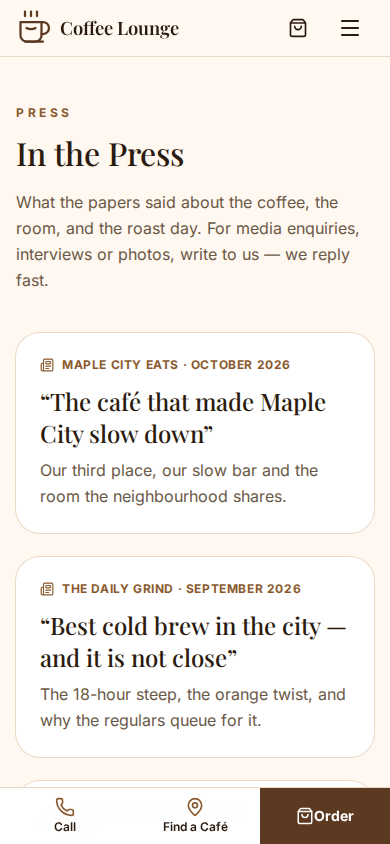 Coffee Lounge
PRESS
In the Press
What the papers said about the coffee, the
room, and the roast day. For media enquiries,
interviews or photos, write to us — we reply
fast.
MAPLE CITY EATS · OCTOBER 2026
“The café that made Maple
City slow down”
Our third place, our slow bar and the
room the neighbourhood shares.
THE DAILY GRIND · SEPTEMBER 2026
“Best cold brew in the city —
and it is not close”
The 18-hour steep, the orange twist, and
why the regulars queue for it.
Call
Find a Café
Order